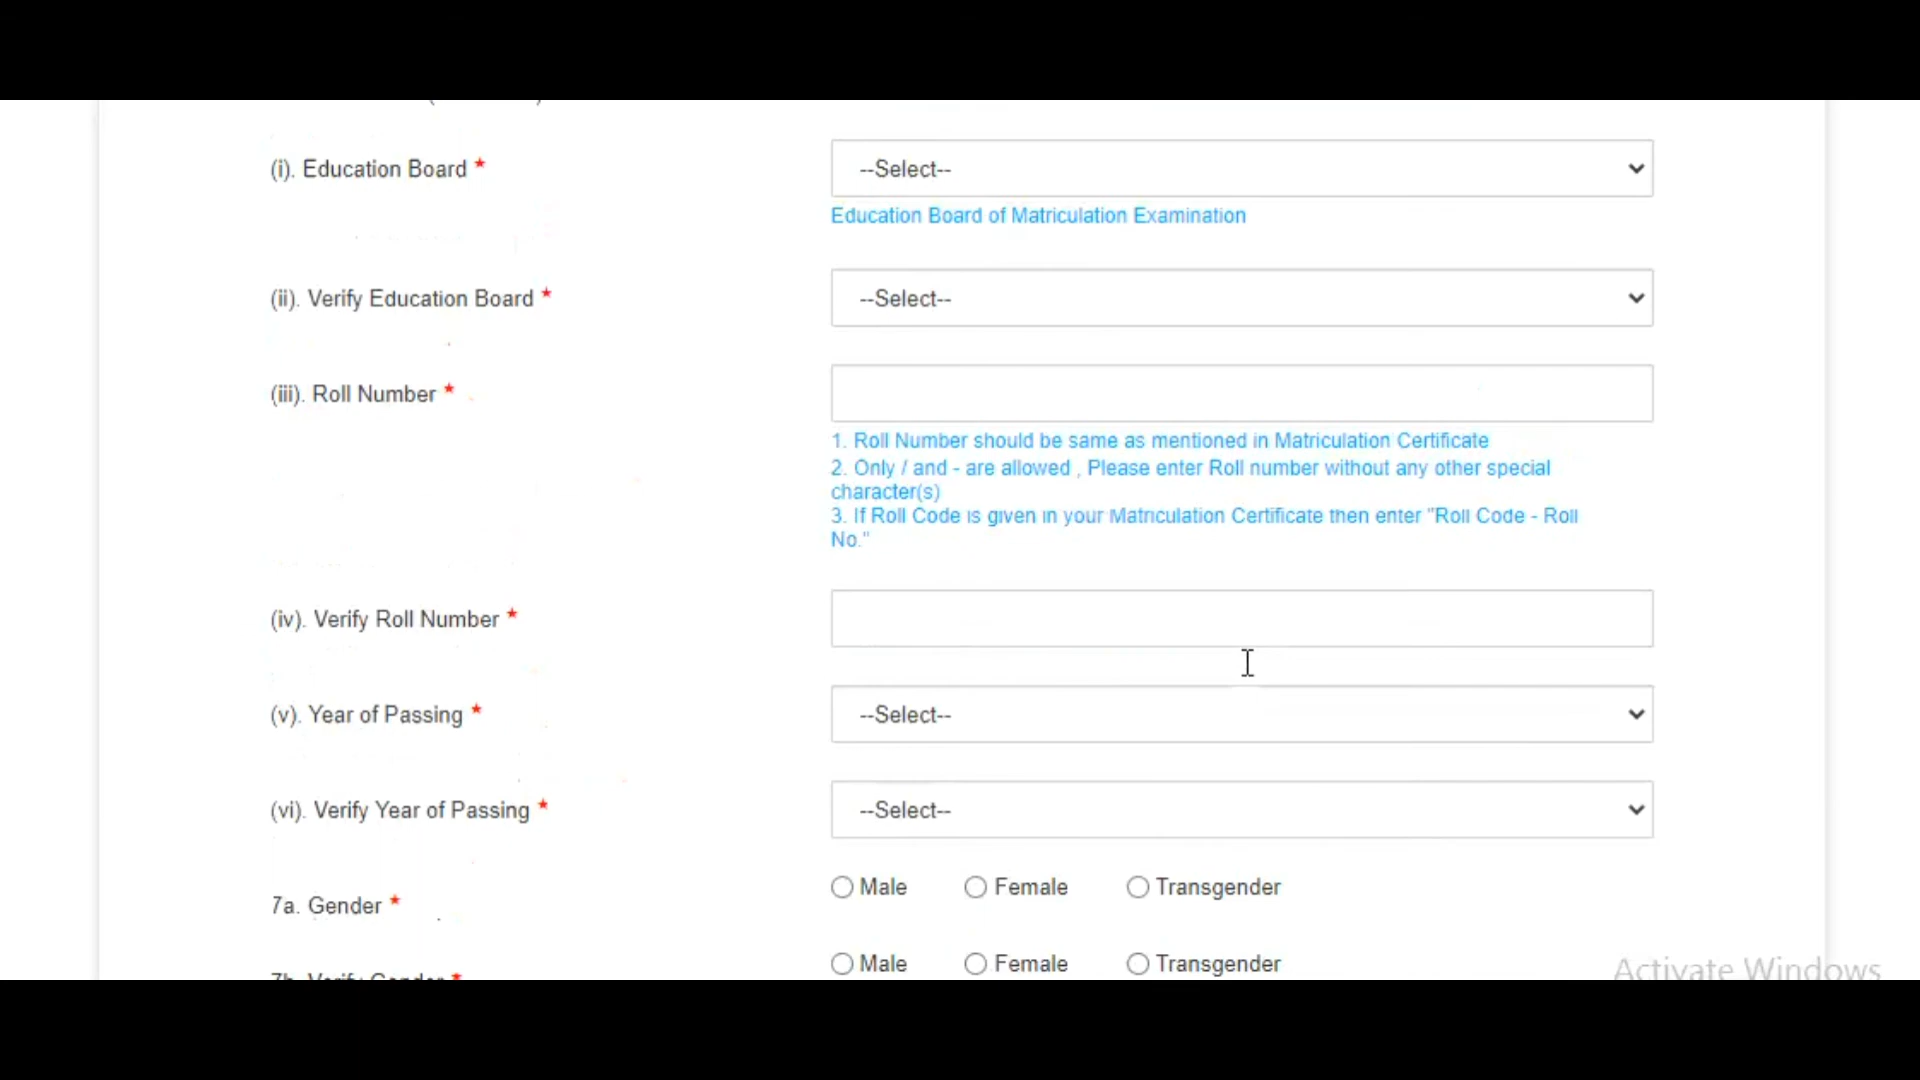 (i). Education Board *
--Select--
Education Board of Matriculation Examination
(ii). Verify Education Board *
--Select--
(iii). Roll Number *
1. Roll Number should be same as mentioned in Matriculation Certificate
2. Only / and - are allowed , Please enter Roll number without any other special
character(s)
3. If Roll Code is given in your Matriculation Certificate then enter "Roll Code - Roll
No."
(iv). Verify Roll Number *
(v). Year of Passing *
--Select--
(vi). Verify Year of Passing *
--Select--
7a. Gender *
Male Female Transgender
7b. Verify Gender *
Male Female Transgender
Activate Windows